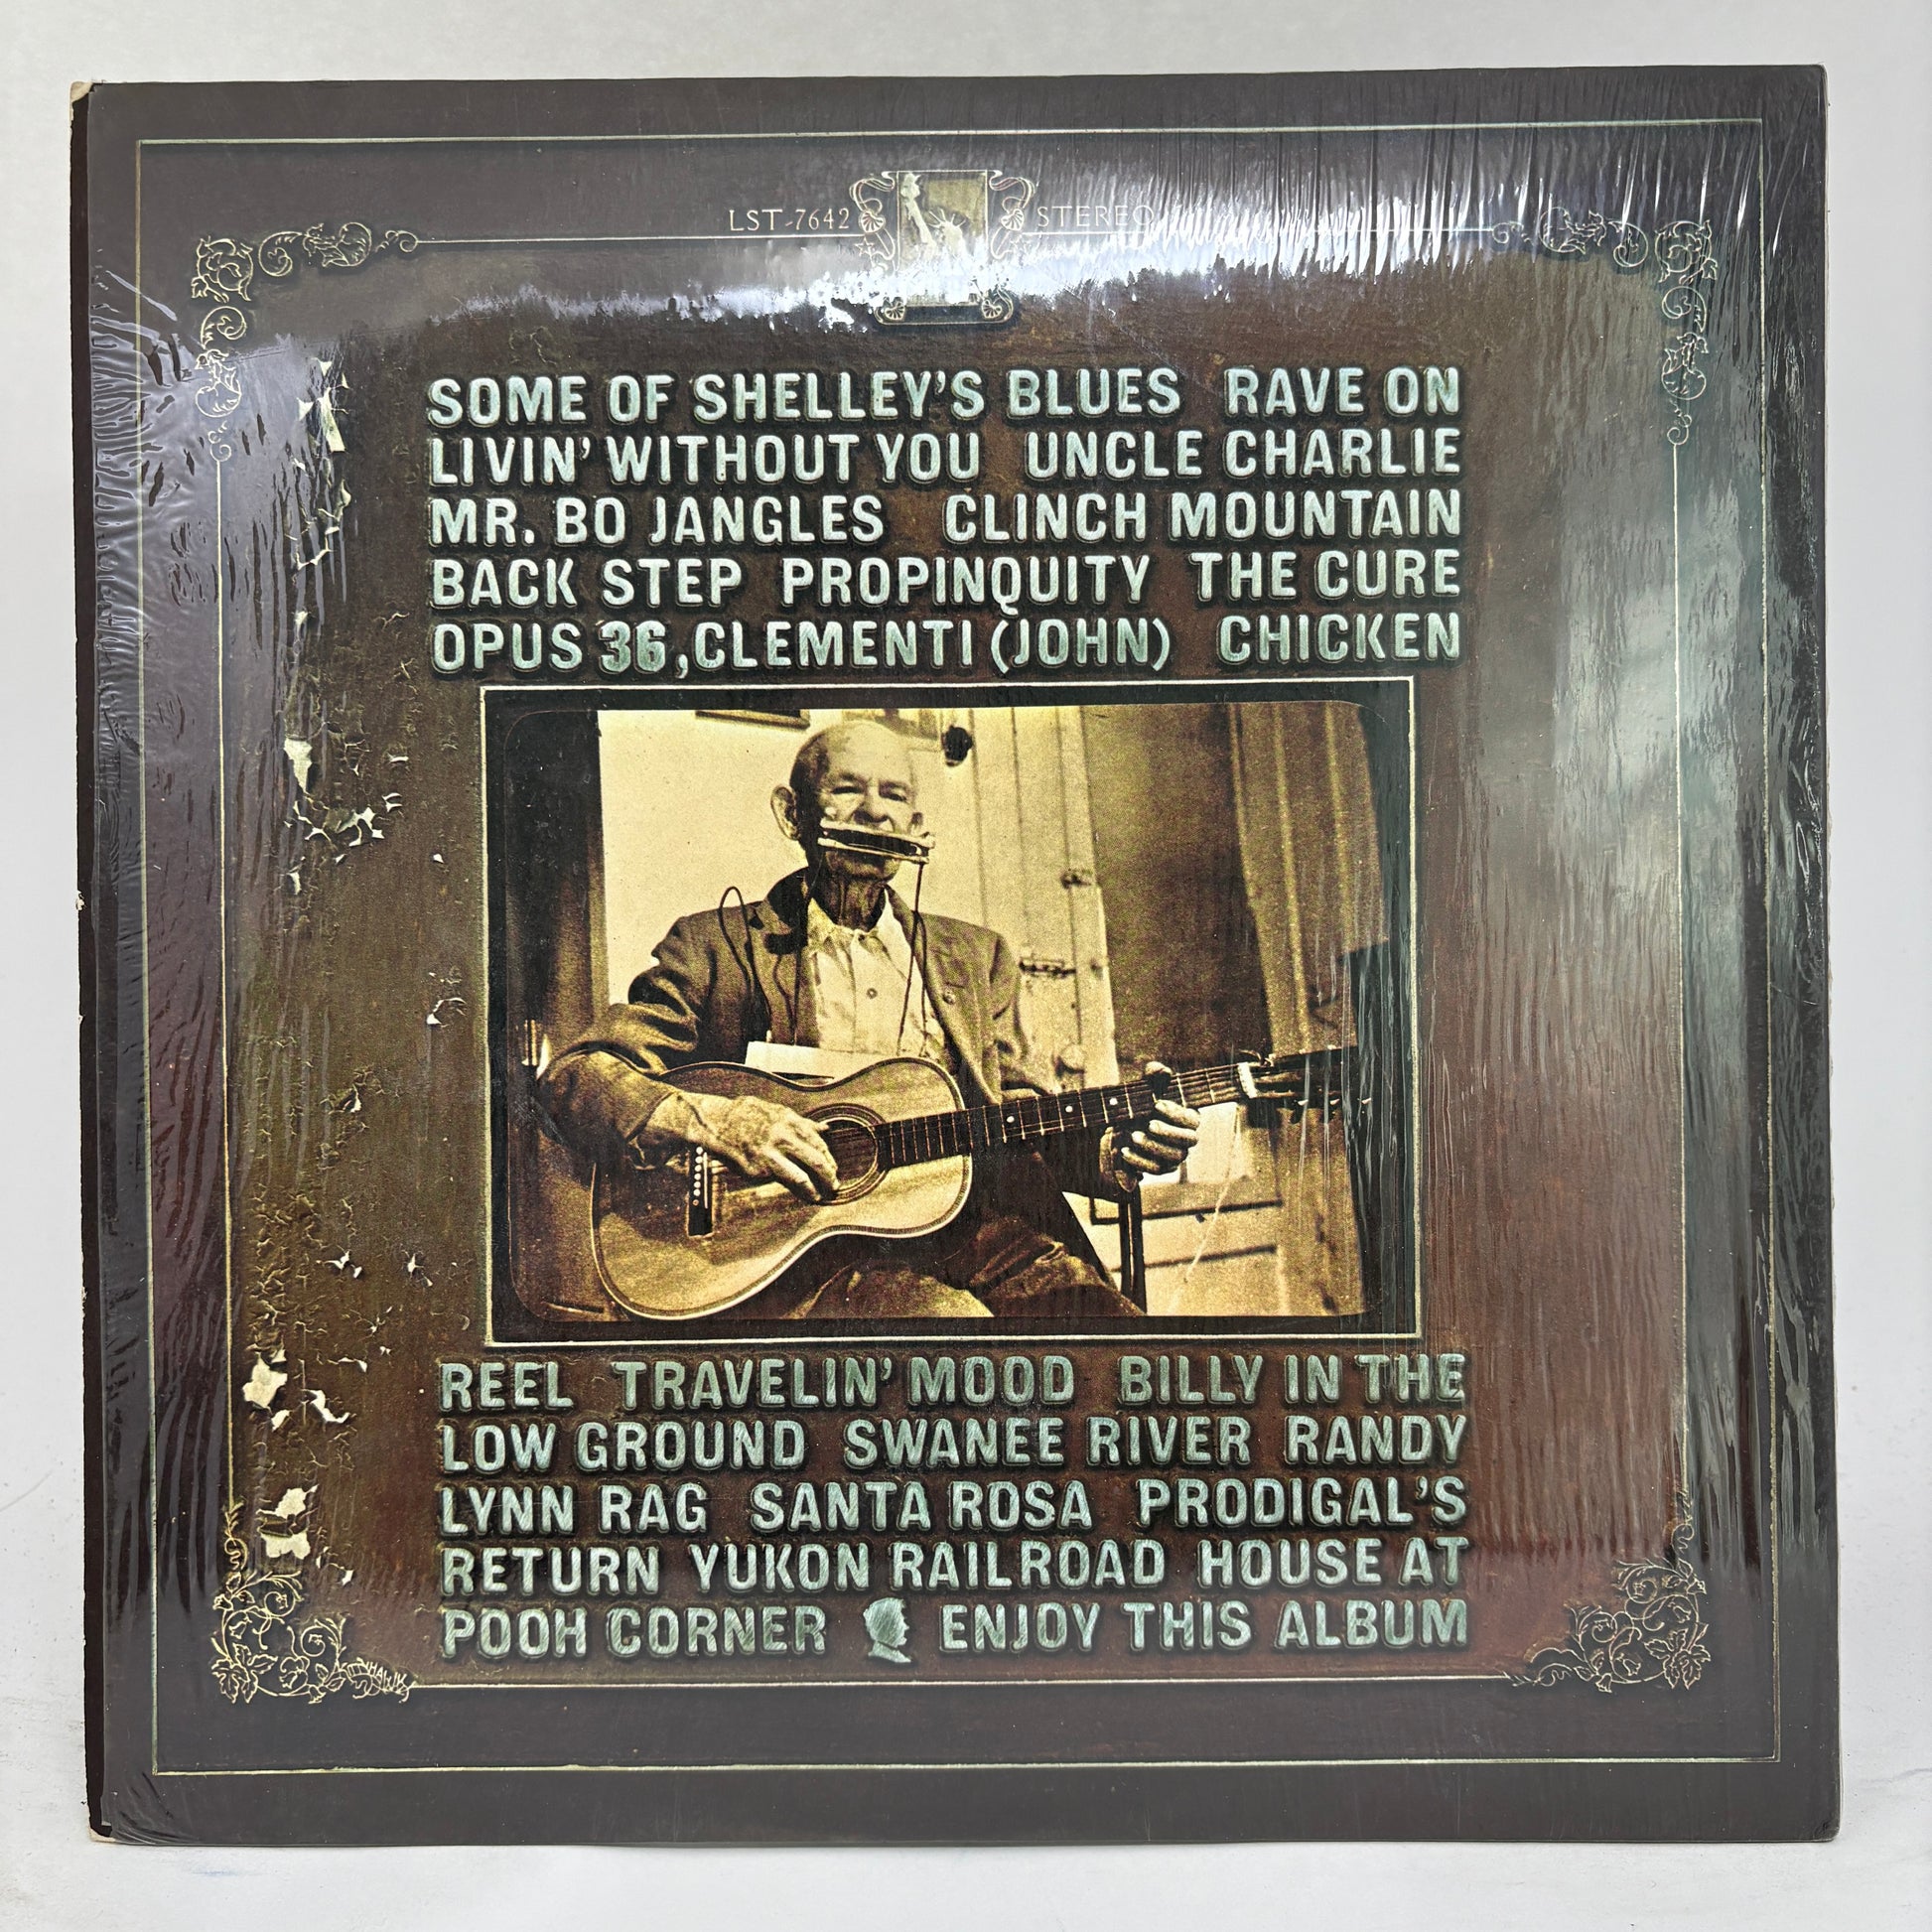 LST-7642 STEREO
SOME OF SHELLEY'S BLUES RAVE ON
LIVIN' WITHOUT YOU UNCLE CHARLIE
MR. BO JANGLES CLINCH MOUNTAIN
BACK STEP PROPINQUITY THE CURE
OPUS 36, CLEMENTI (JOHN) CHICKEN
REEL TRAVELIN' MOOD BILLY IN THE
LOW GROUND SWANEE RIVER RANDY
LYNN RAG SANTA ROSA PRODIGAL'S
RETURN YUKON RAILROAD HOUSE AT
POOH CORNER ENJOY THIS ALBUM